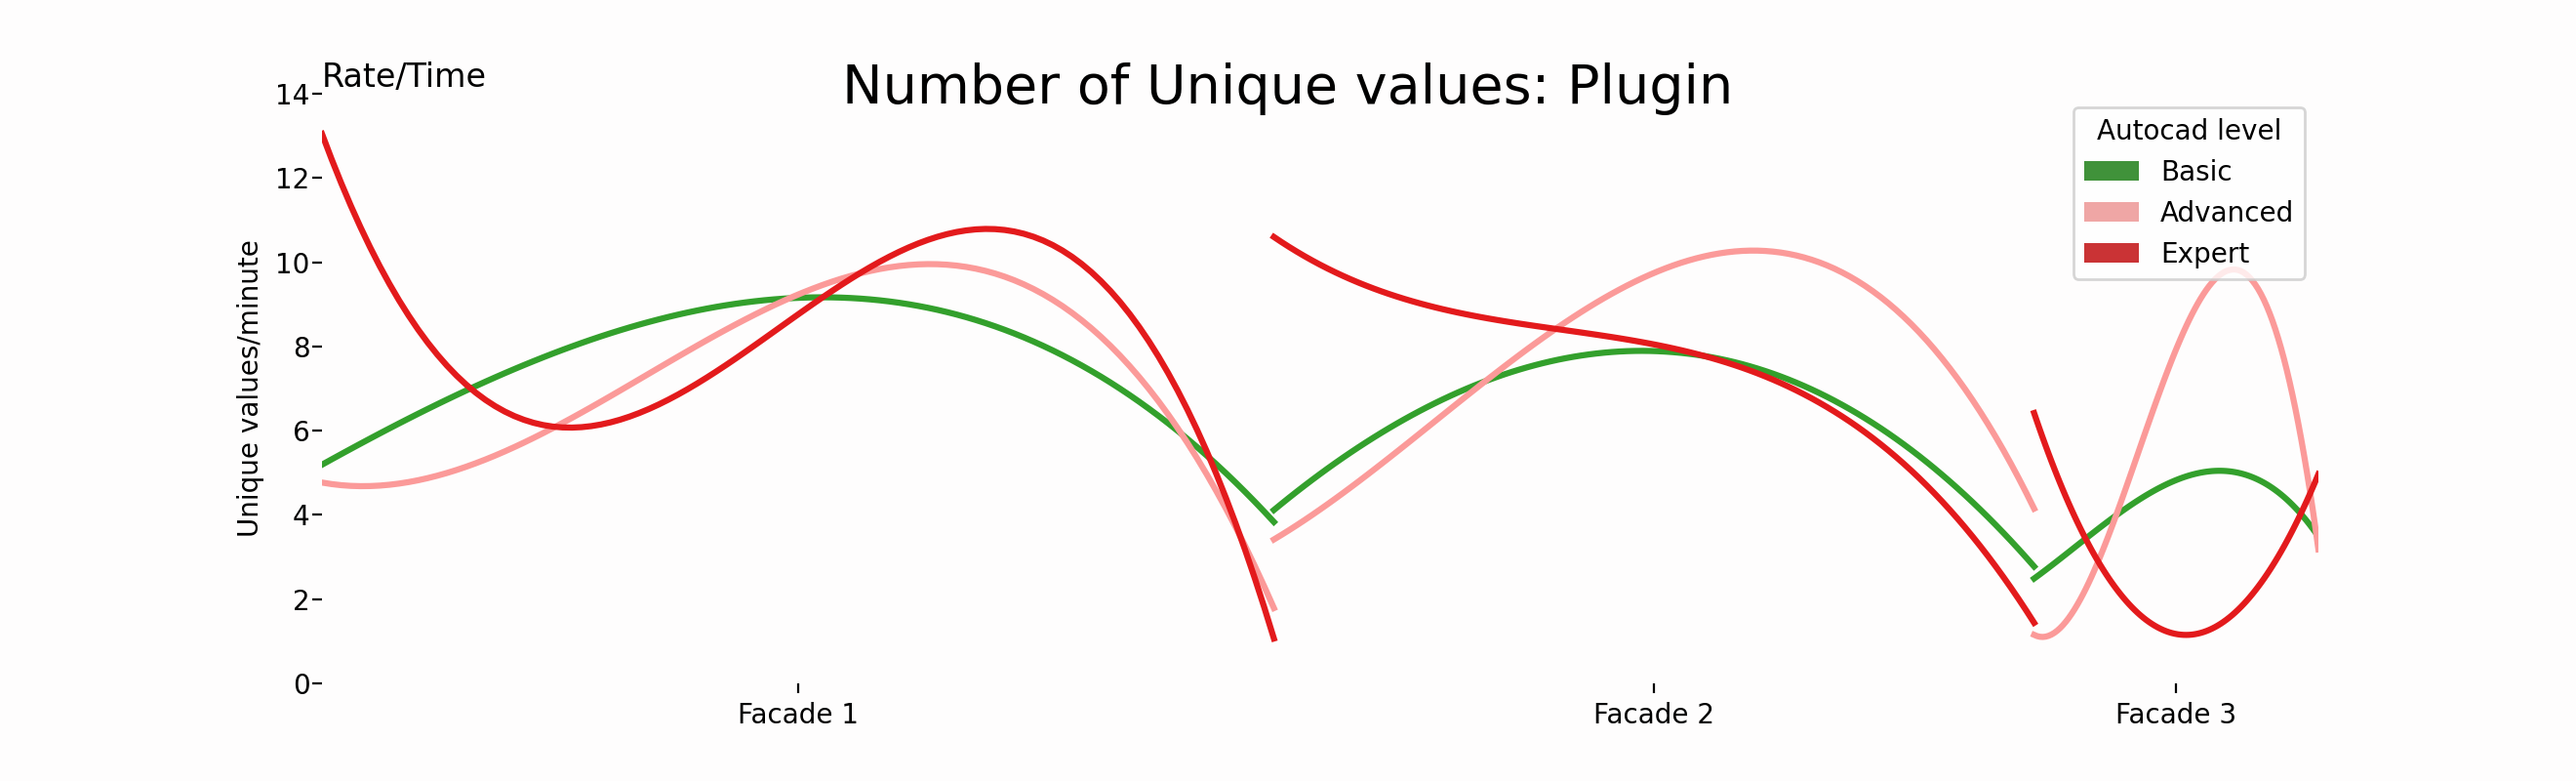 Rate/Time
Number of Unique values: Plugin
14
12
10
8
6
4
2
0
Unique values/minute
Autocad level
Basic
Advanced
Expert
Facade 1
Facade 2
Facade 3